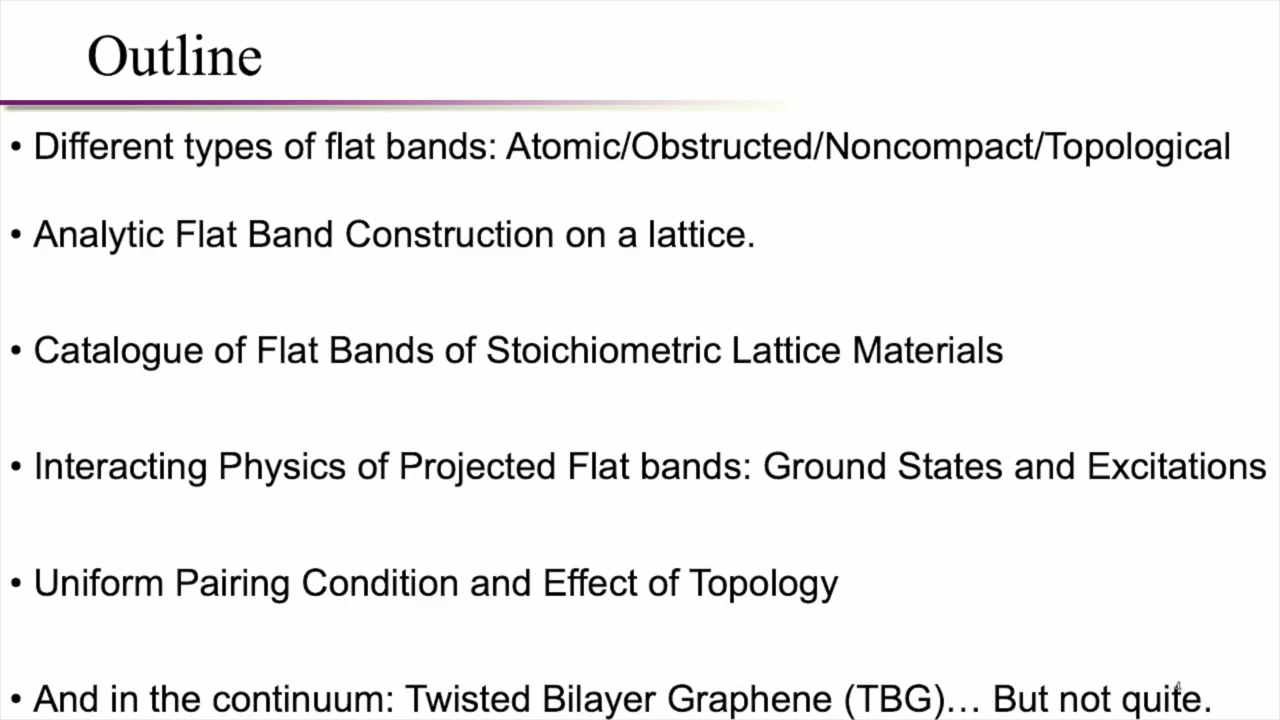 Outline
• Different types of flat bands: Atomic/Obstructed/Noncompact/Topological
• Analytic Flat Band Construction on a lattice.
• Catalogue of Flat Bands of Stoichiometric Lattice Materials
• Interacting Physics of Projected Flat bands: Ground States and Excitations
• Uniform Pairing Condition and Effect of Topology
• And in the continuum: Twisted Bilayer Graphene (TBG)… But not quite.
4